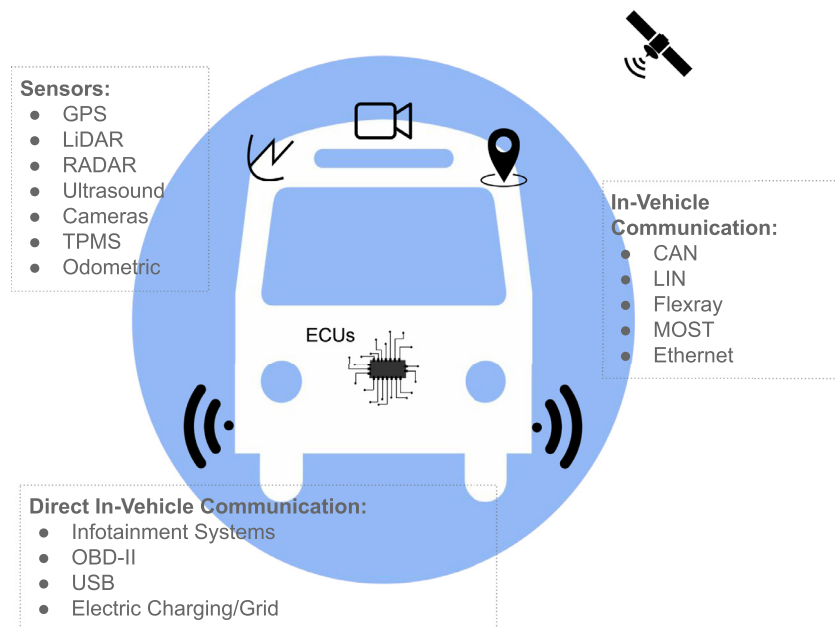 Sensors:
● GPS
● LiDAR
● RADAR
● Ultrasound
● Cameras
● TPMS
● Odometric
In-Vehicle
Communication:
● CAN
● LIN
● Flexray
● MOST
● Ethernet
ECUs
Direct In-Vehicle Communication:
● Infotainment Systems
● OBD-II
● USB
● Electric Charging/Grid